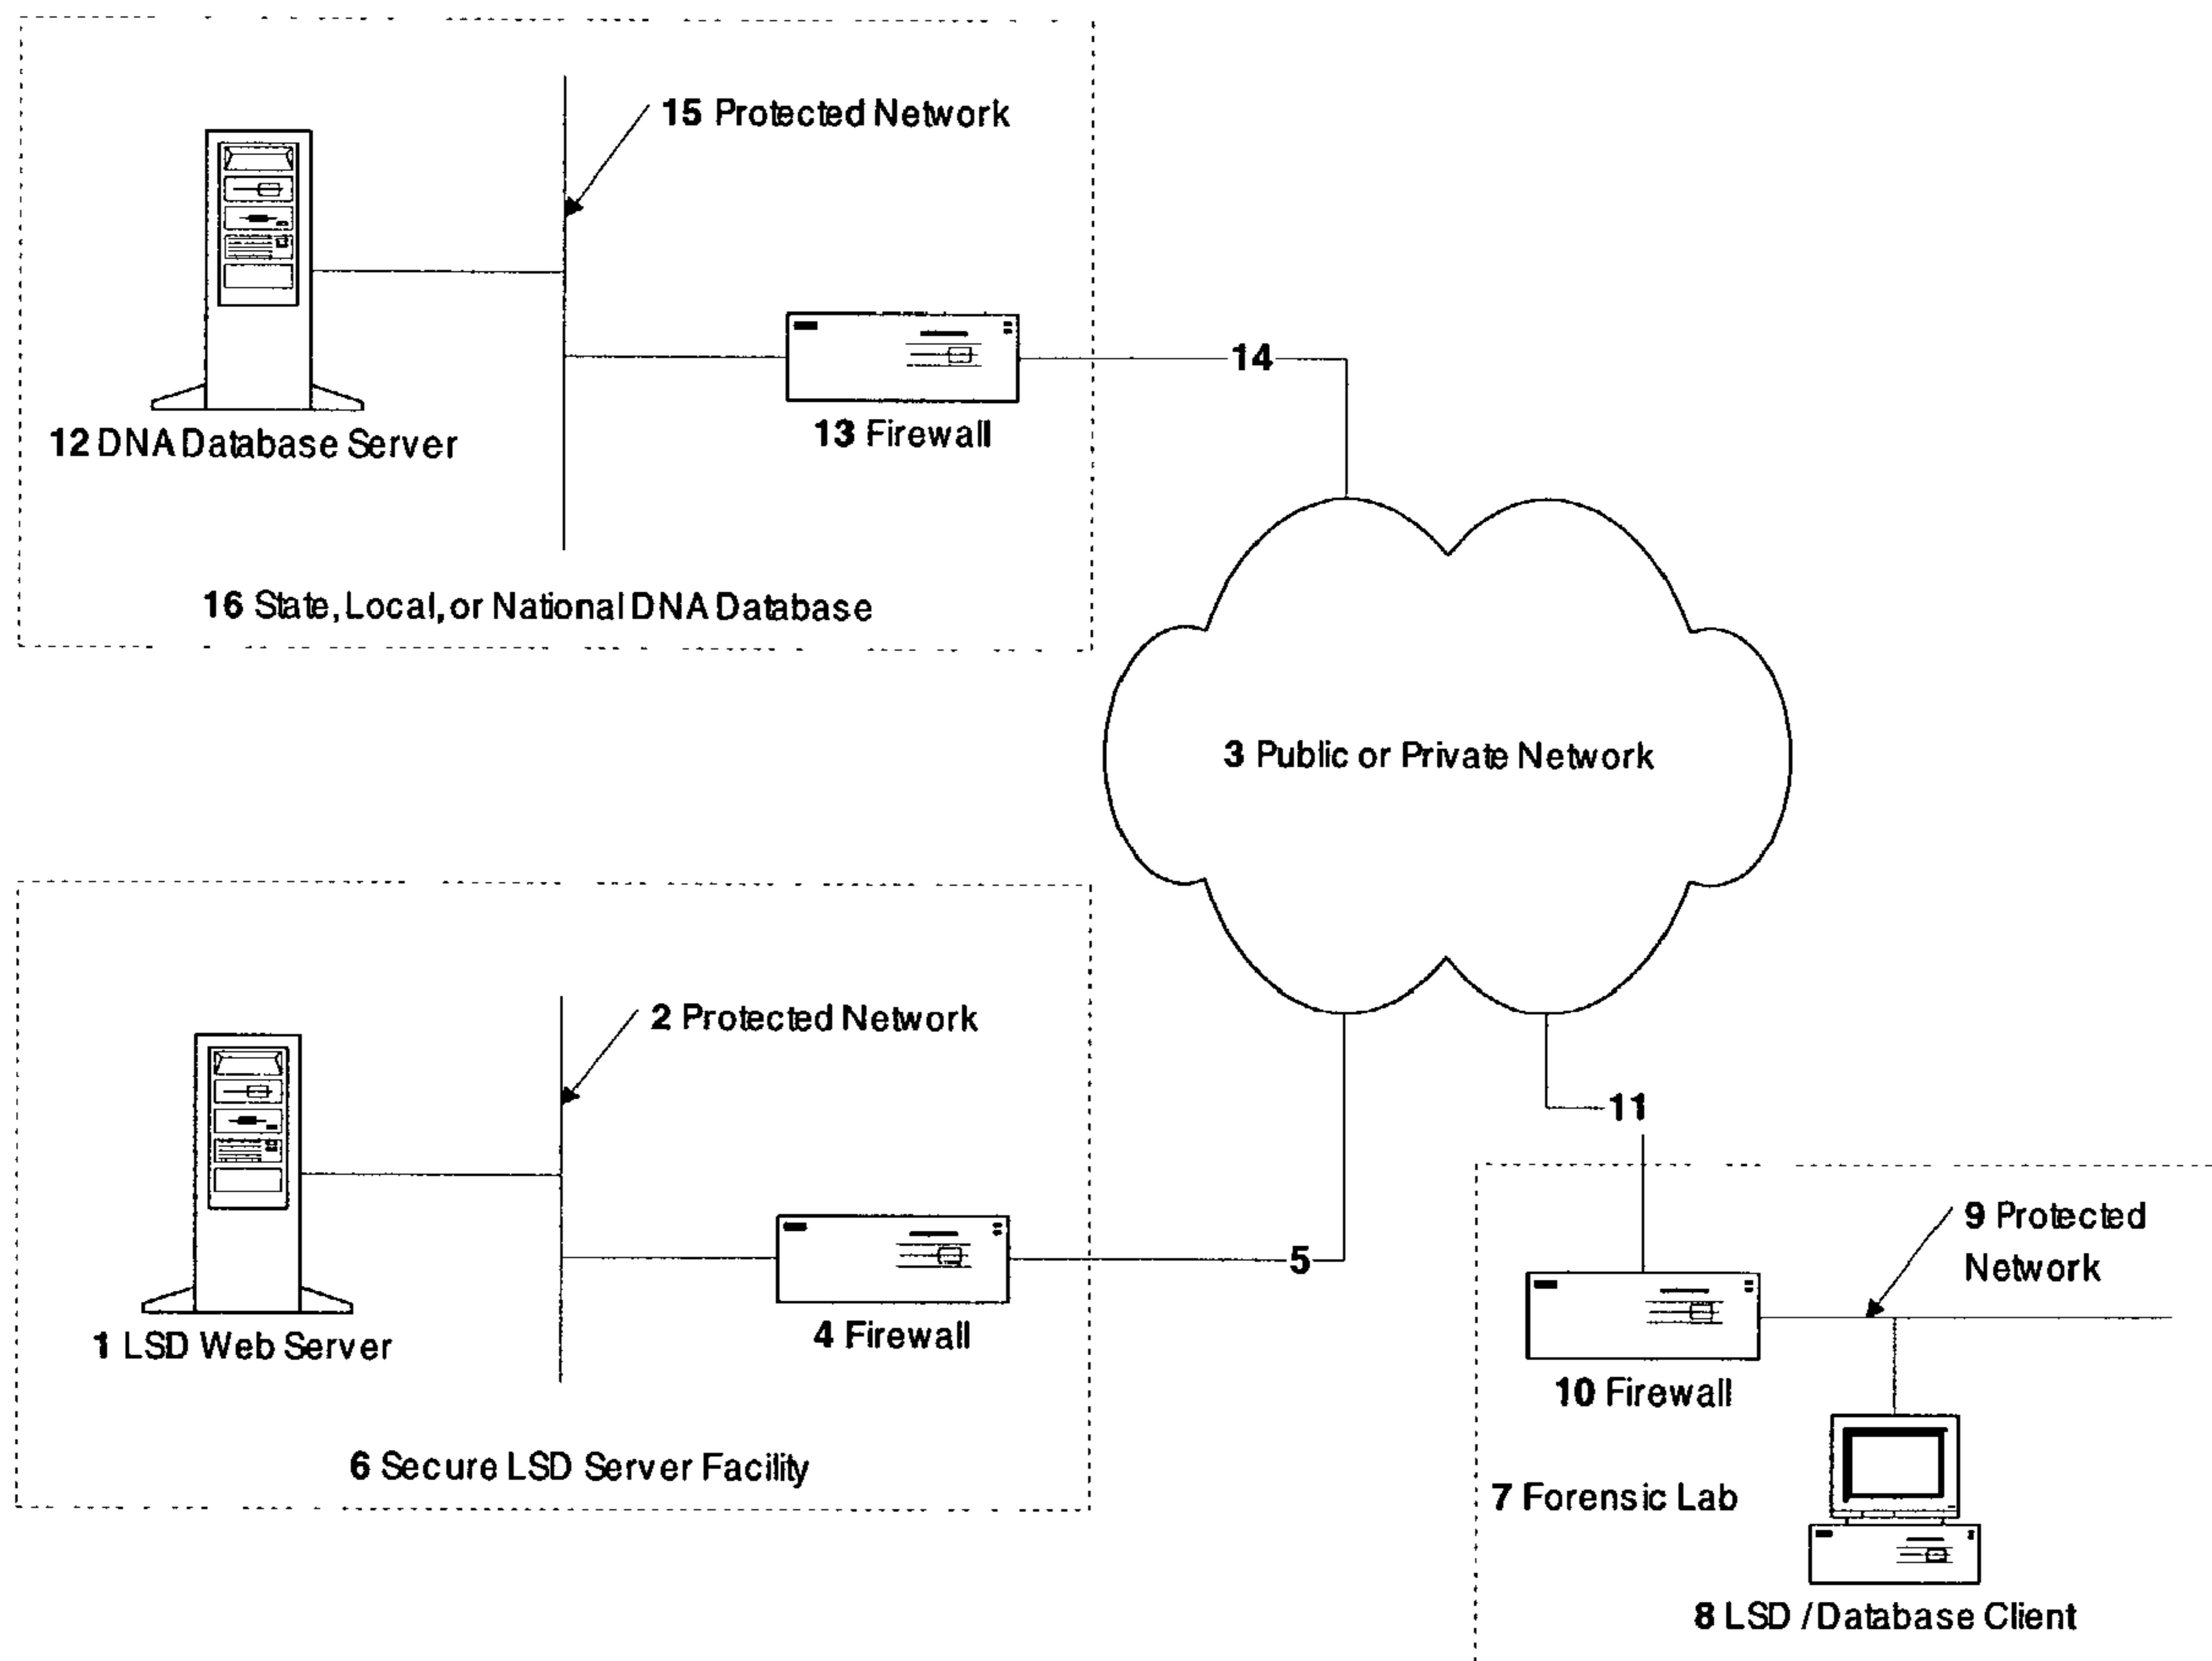 15 Protected Network
14
12 DNA Database Server
13 Firewall
16 State, Local, or National DNA Database
3 Public or Private Network
2 Protected Network
11
9 Protected
Network
5
1 LSD Web Server
4 Firewall
10 Firewall
6 Secure LSD Server Facility
7 Forensic Lab
8 LSD / Database Client